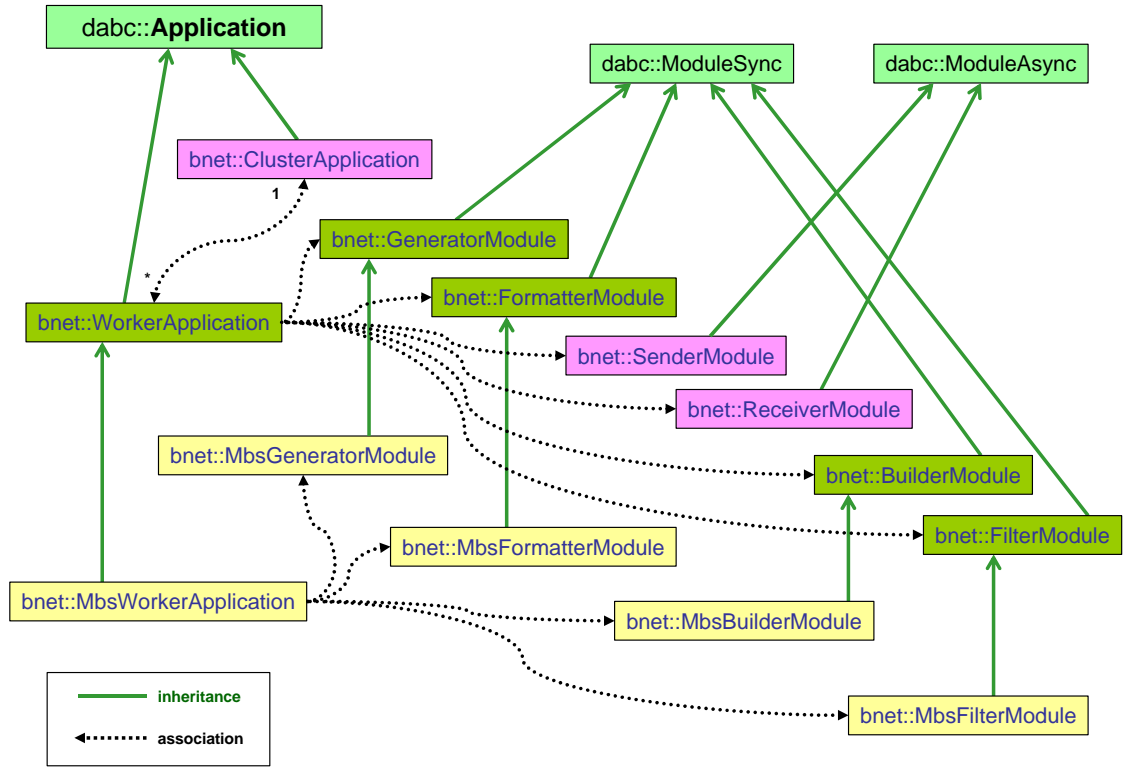 dabc::Application
dabc::ModuleSync
dabc::ModuleAsync
bnet::ClusterApplication
1
bnet::GeneratorModule
*
bnet::FormatterModule
bnet::WorkerApplication
bnet::SenderModule
bnet::ReceiverModule
bnet::MbsGeneratorModule
bnet::BuilderModule
bnet::FilterModule
bnet::MbsFormatterModule
bnet::MbsWorkerApplication
bnet::MbsBuilderModule
inheritance
bnet::MbsFilterModule
association